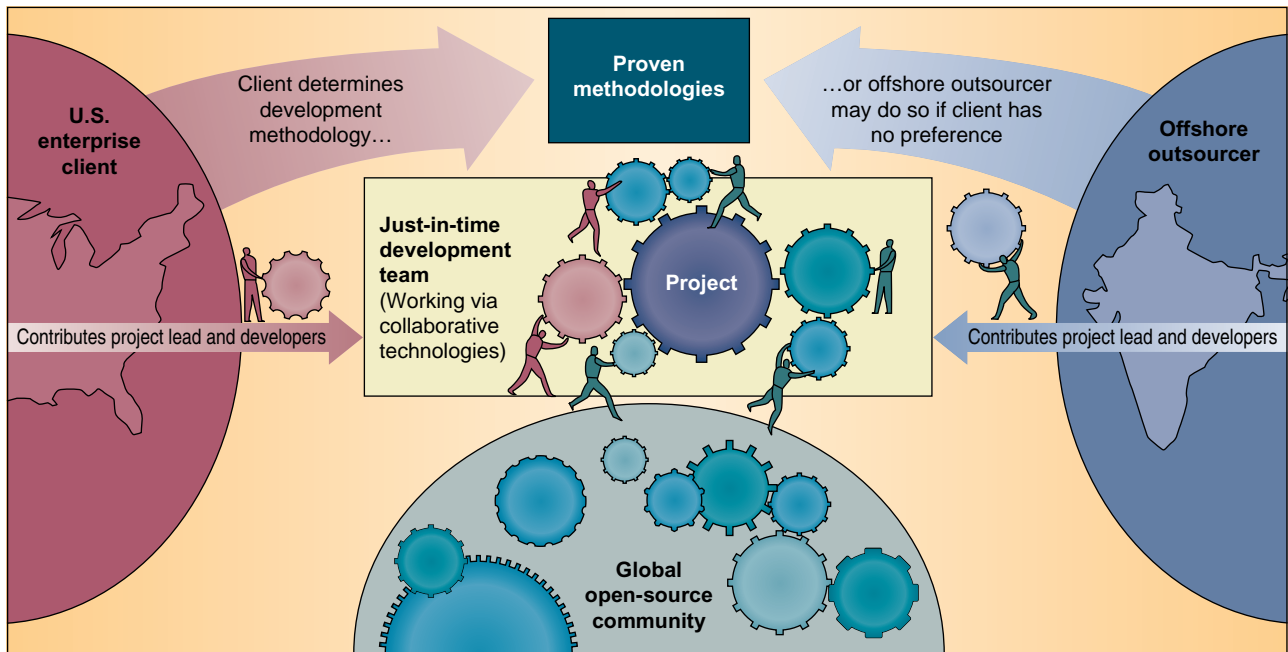 U.S.
enterprise
client
Client determines
development
methodology…
Proven
methodologies
…or offshore outsourcer
may do so if client has
no preference
Offshore
outsourcer
Just-in-time
development
team
(Working via
collaborative
technologies)
Project
Contributes project lead and developers
Contributes project lead and developers
Global
open-source
community